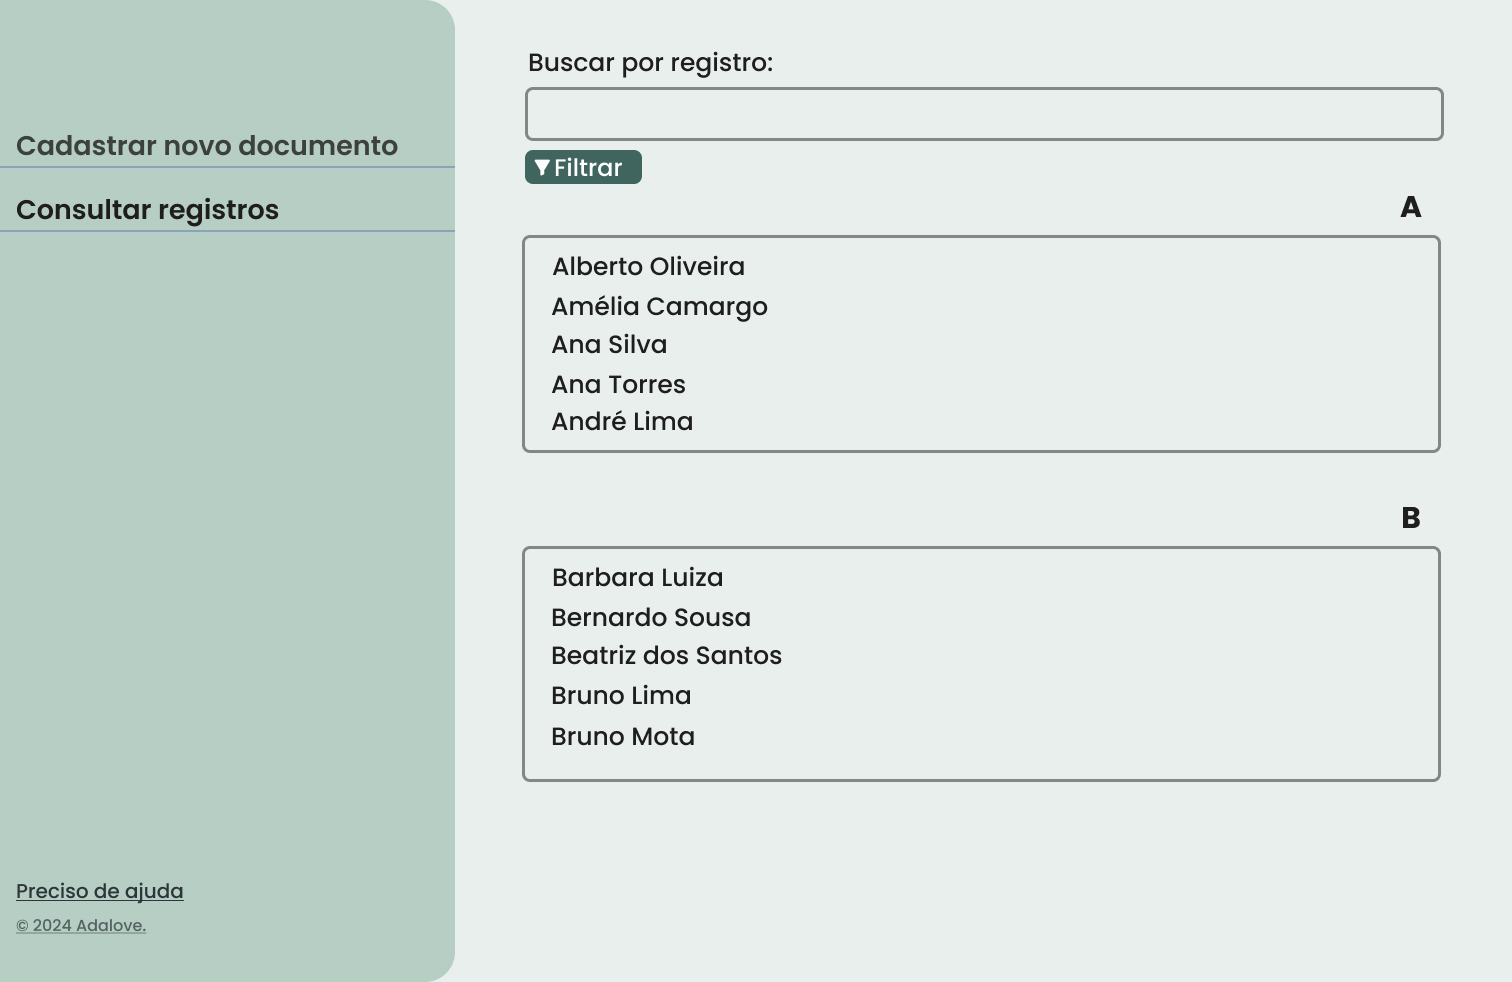 Cadastrar novo documento
Consultar registros
Preciso de ajuda
© 2024 Adalove.
Buscar por registro:
Filtrar
A
Alberto Oliveira
Amélia Camargo
Ana Silva
Ana Torres
André Lima
B
Barbara Luiza
Bernardo Sousa
Beatriz dos Santos
Bruno Lima
Bruno Mota